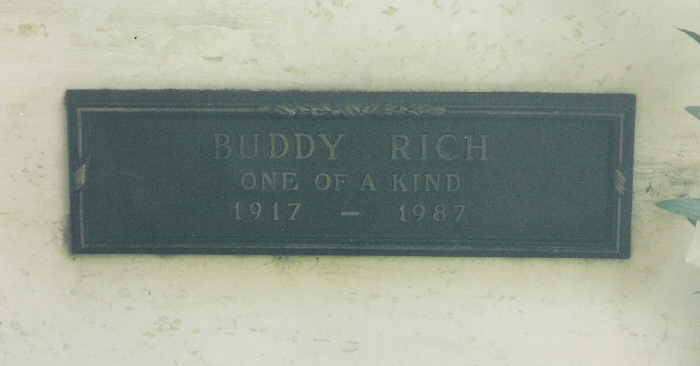 BUDDY RICH
ONE OF A KIND
1917 — 1987